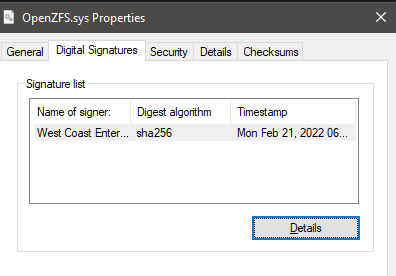 OpenZFS.sys Properties
General Digital Signatures Security Details Checksums
Signature list
Name of signer: Digest algorithm Timestamp
West Coast Enter... sha256 Mon Feb 21, 2022 06...
Details